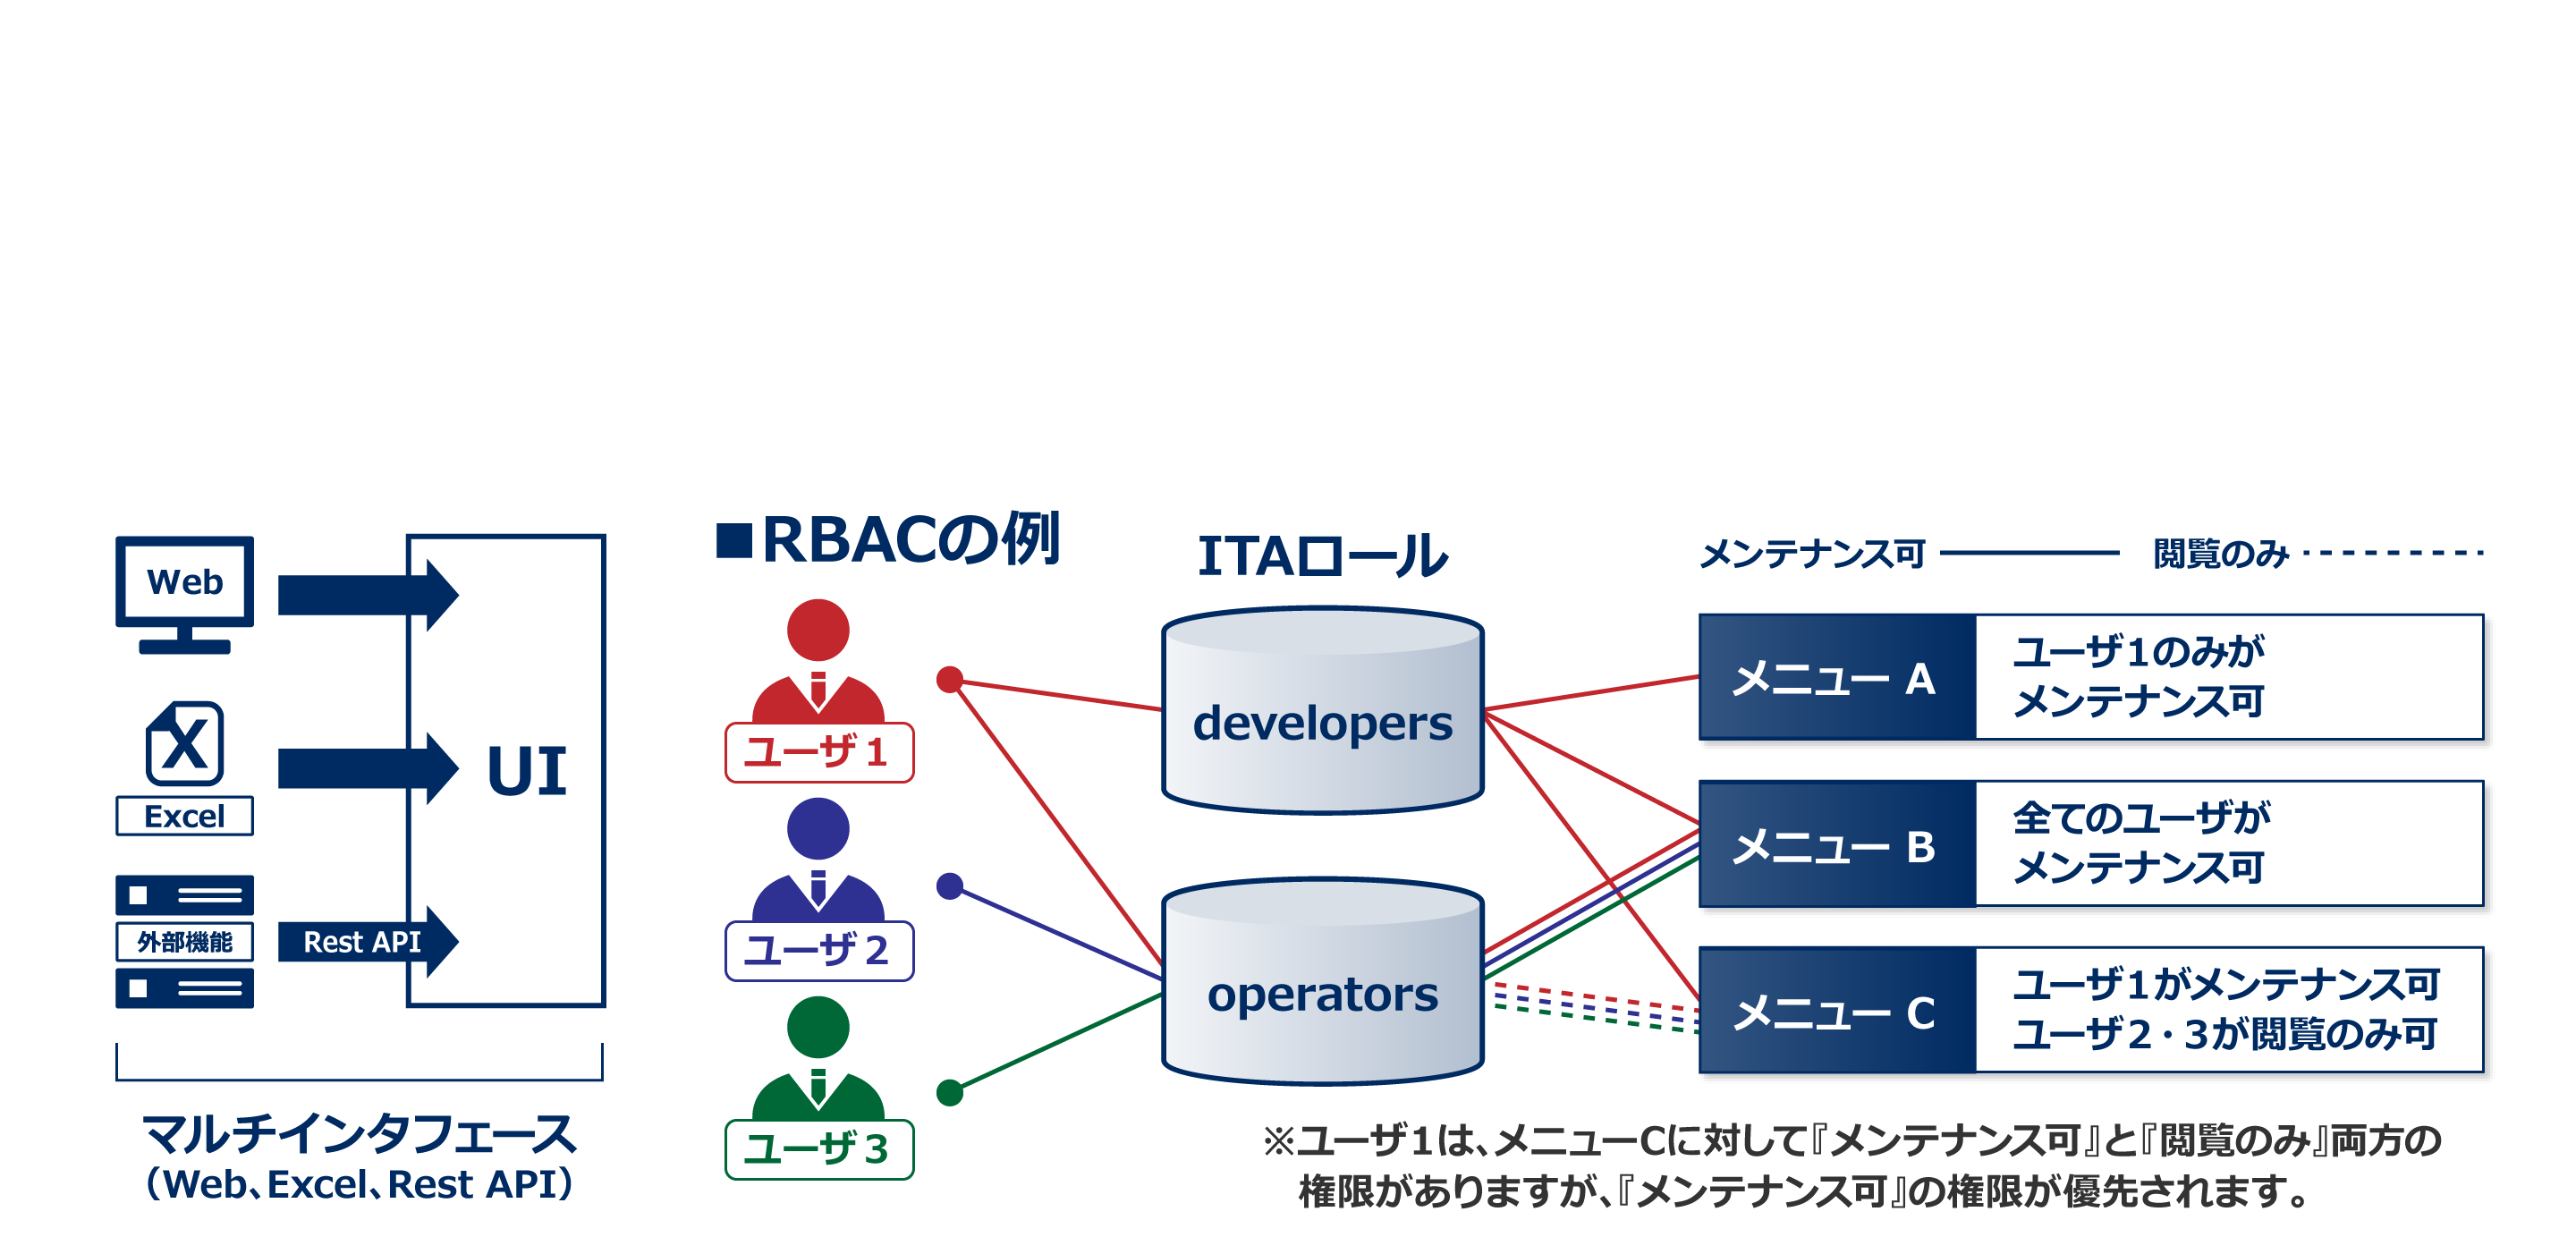 Web
Excel
外部機能
Rest API
UI
マルチインタフェース
（Web、Excel、Rest API）
■RBACの例
ユーザ1
ユーザ2
ユーザ3
ITAロール
developers
operators
メンテナンス可
閲覧のみ
メニュー A
ユーザ1のみが
メンテナンス可
メニュー B
全てのユーザが
メンテナンス可
メニュー C
ユーザ1がメンテナンス可
ユーザ2・3が閲覧のみ可
※ユーザ1は、メニューCに対して『メンテナンス可』と『閲覧のみ』両方の
権限がありますが、『メンテナンス可』の権限が優先されます。